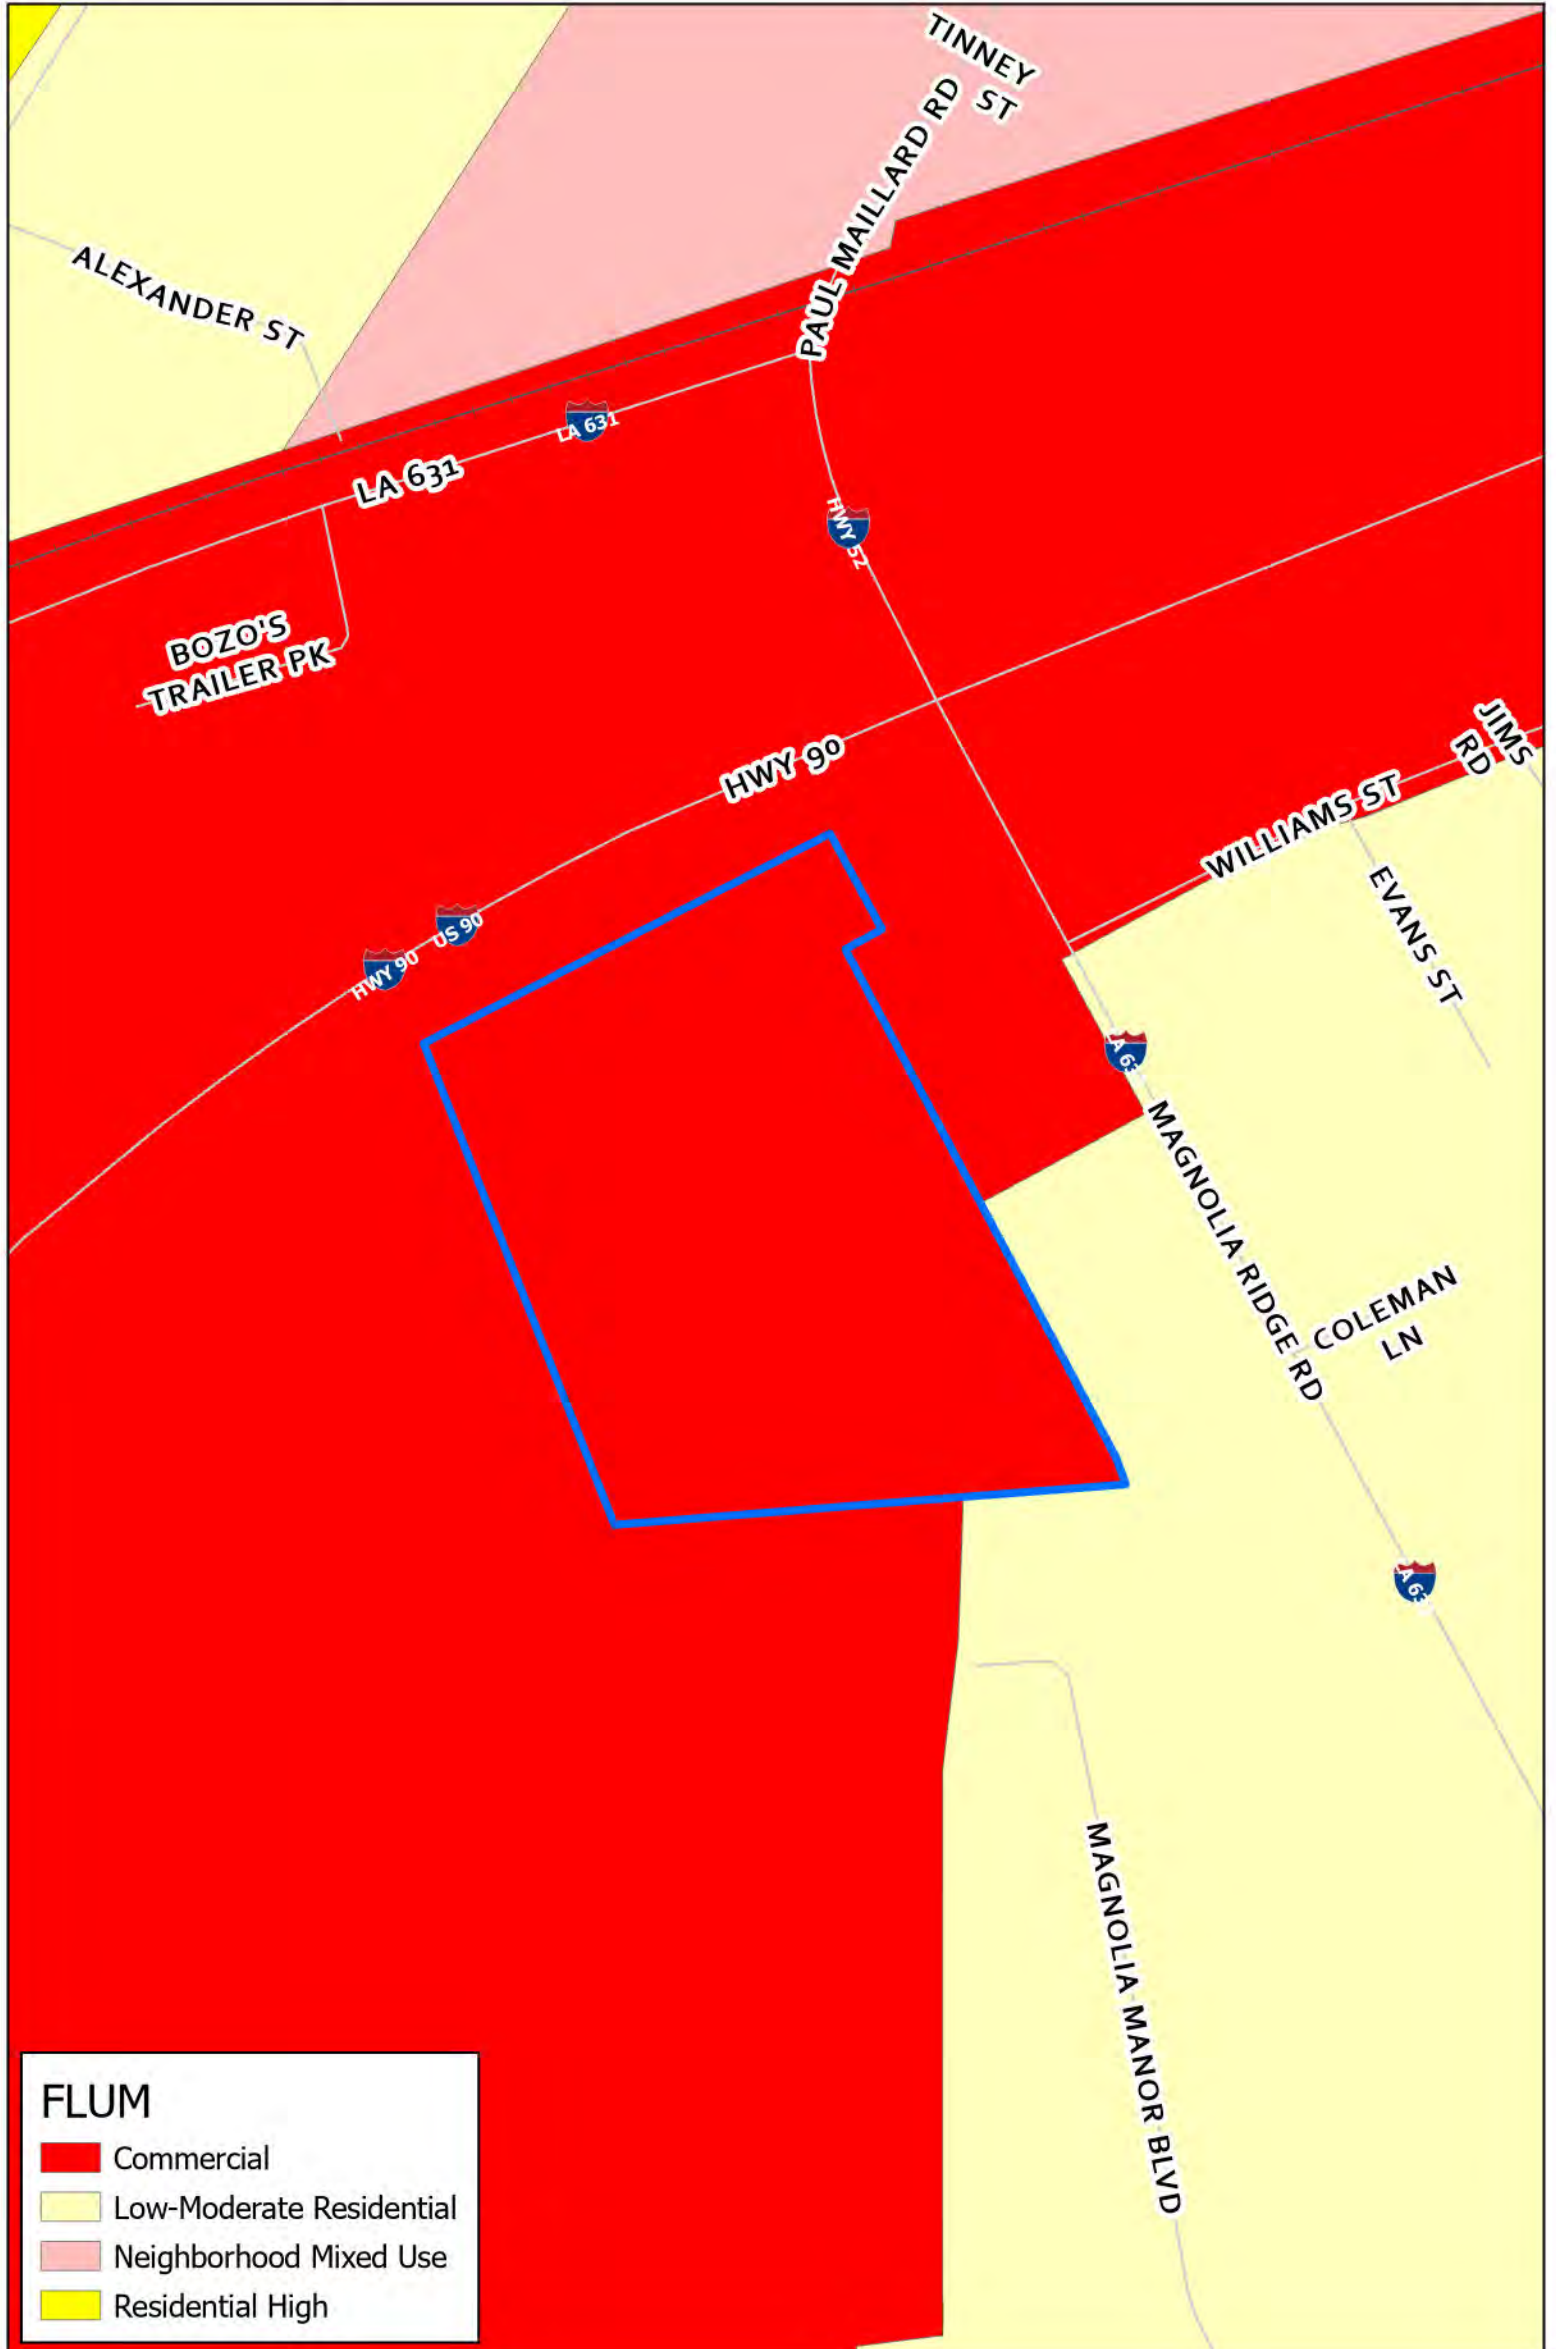 TINNEY
ST
PAUL MAILLARD RD
ALEXANDER ST
LA 631
LA 631
HWY 52
BOZO'S
TRAILER PK
HWY 90
JIMS
RD
WILLIAMS ST
EVANS ST
US 90
HWY 90
MAGNOLIA RIDGE RD
COLEMAN
LN
MAGNOLIA MANOR BLVD
FLUM
Commercial
Low-Moderate Residential
Neighborhood Mixed Use
Residential High